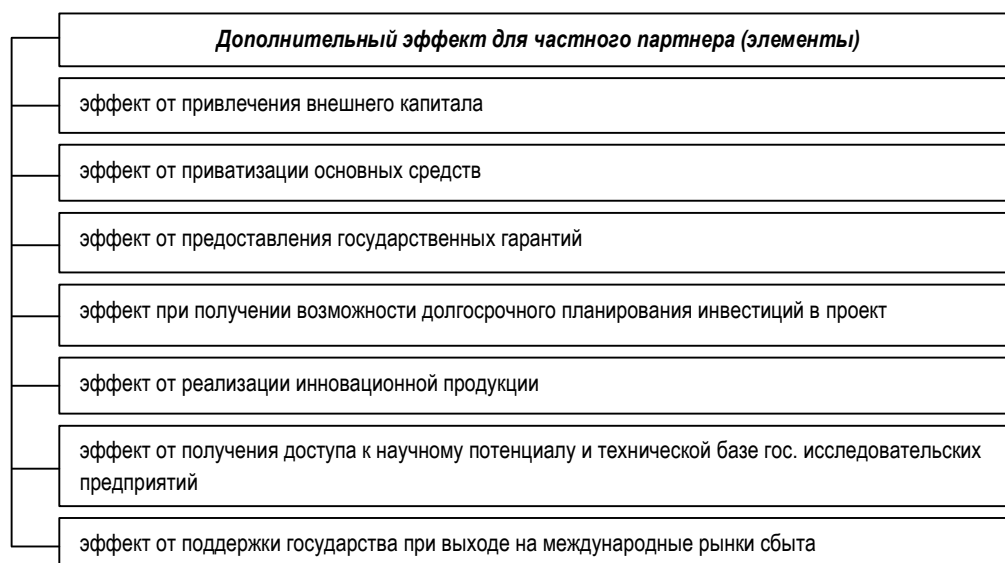 Дополнительный эффект для частного партнера (элементы)
эффект от привлечения внешнего капитала
эффект от приватизации основных средств
эффект от предоставления государственных гарантий
эффект при получении возможности долгосрочного планирования инвестиций в проект
эффект от реализации инновационной продукции
эффект от получения доступа к научному потенциалу и технической базе гос. исследовательских
предприятий
эффект от поддержки государства при выходе на международные рынки сбыта